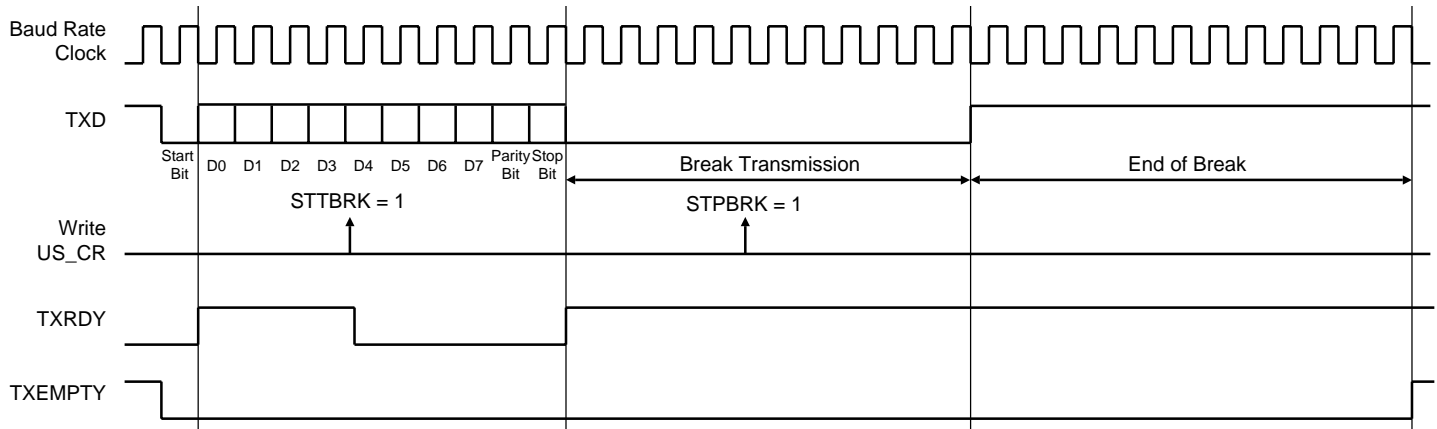 Baud Rate
Clock
TXD
Start
Bit
D0 D1 D2 D3 D4 D5 D6 D7
Parity
Bit
Stop
Bit
Break Transmission
End of Break
STTBRK = 1
STPBRK = 1
Write
US_CR
TXRDY
TXEMPTY